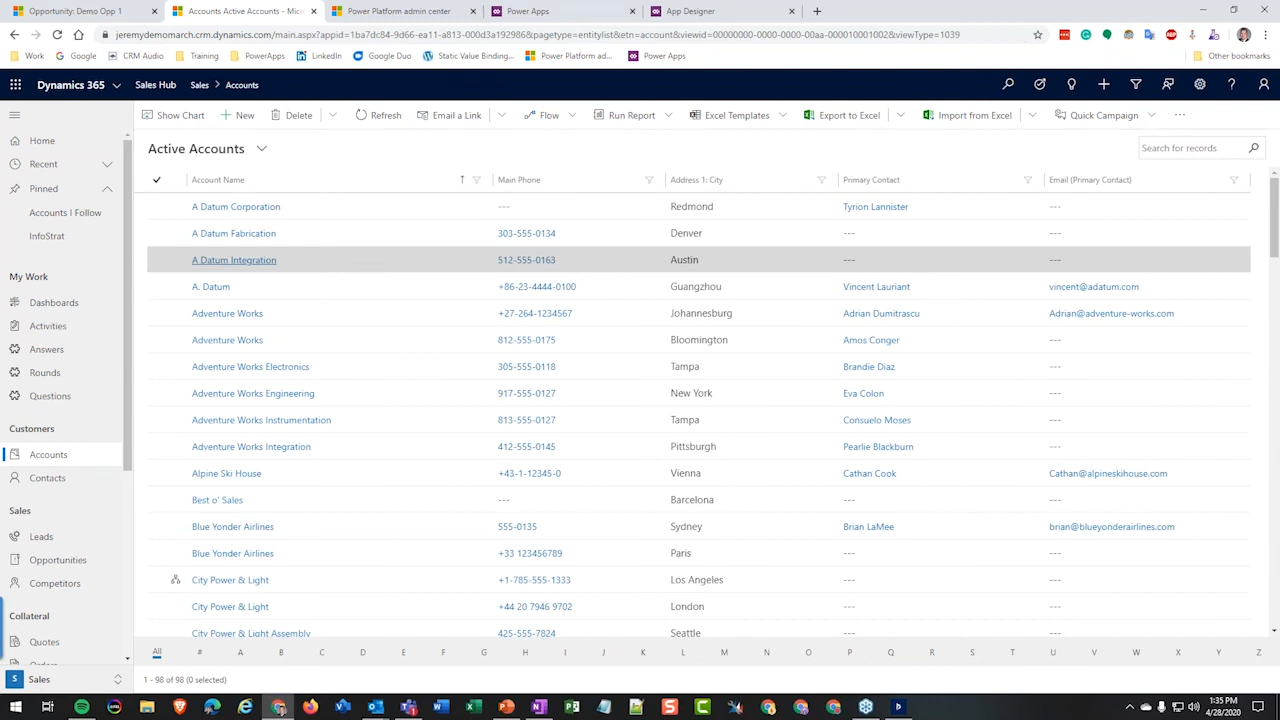 Opportunity: Demo Opp 1
Accounts Active Accounts - Micr
Power Platform admin center
Power Apps
App Designer
jeremydemomarch.crm.dynamics.com/main.aspx?appid=1ba7dc84-9d66-ea11-a813-000d3a192986&pagetype=entitylist&etn=account&viewid=00000000-0000-0000-00aa-000010001002&viewType=1039
Work Google CRM Audio Training PowerApps LinkedIn Google Duo Static Value Binding... Power Platform ad... Power Apps Other bookmarks
Dynamics 365 Sales Hub Sales > Accounts
Show Chart New Delete Refresh Email a Link Flow Run Report Excel Templates Export to Excel Import from Excel Quick Campaign ...
Home
Recent
Pinned
Accounts I Follow
InfoStrat
My Work
Dashboards
Activities
Answers
Rounds
Questions
Customers
Accounts
Contacts
Sales
Leads
Opportunities
Competitors
Collateral
Quotes
S Sales
Active Accounts
Search for records
Account Name ↑ Main Phone Address 1: City Primary Contact Email (Primary Contact)
A Datum Corporation --- Redmond Tyrion Lannister ---
A Datum Fabrication 303-555-0134 Denver --- ---
A Datum Integration 512-555-0163 Austin --- ---
A. Datum +86-23-4444-0100 Guangzhou Vincent Lauriant vincent@adatum.com
Adventure Works +27-264-1234567 Johannesburg Adrian Dumitrascu Adrian@adventure-works.com
Adventure Works 812-555-0175 Bloomington Amos Conger ---
Adventure Works Electronics 305-555-0118 Tampa Brandie Diaz ---
Adventure Works Engineering 917-555-0127 New York Eva Colon ---
Adventure Works Instrumentation 813-555-0127 Tampa Consuelo Moses ---
Adventure Works Integration 412-555-0145 Pittsburgh Pearlie Blackburn ---
Alpine Ski House +43-1-12345-0 Vienna Cathan Cook Cathan@alpineskihouse.com
Best o' Sales --- Barcelona --- ---
Blue Yonder Airlines 555-0135 Sydney Brian LaMee brian@blueyonderairlines.com
Blue Yonder Airlines +33 123456789 Paris --- ---
City Power & Light +1-785-555-1333 Los Angeles --- ---
City Power & Light +44 20 7946 9702 London --- ---
City Power & Light Assembly 425-555-7824 Seattle --- ---
All # A B C D E F G H I J K L M N O P Q R S T U V W X Y Z
1 - 98 of 98 (0 selected)
1:35 PM
4/28/2020